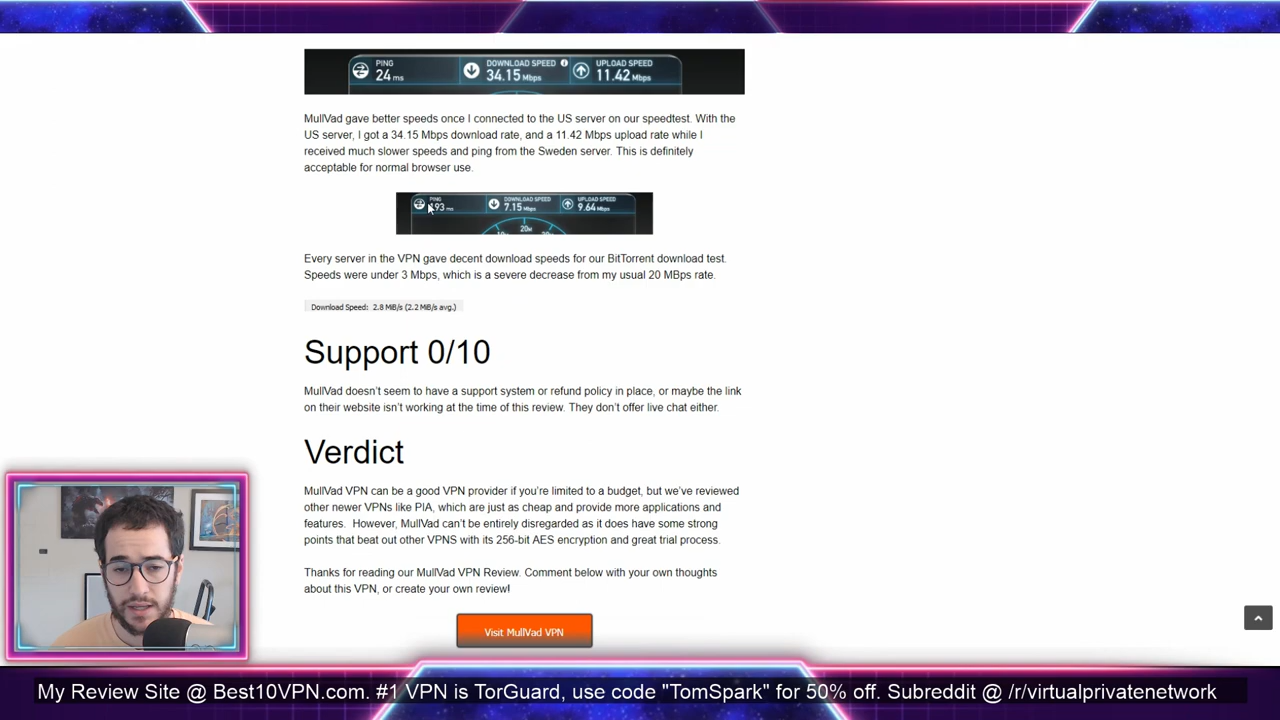 PING
24 ms
DOWNLOAD SPEED
34.15 Mbps
UPLOAD SPEED
11.42 Mbps
MullVad gave better speeds once I connected to the US server on our speedtest. With the
US server, I got a 34.15 Mbps download rate, and a 11.42 Mbps upload rate while I
received much slower speeds and ping from the Sweden server. This is definitely
acceptable for normal browser use.
PING
ms
DOWNLOAD SPEED
7.15 Mbps
UPLOAD SPEED
9.64 Mbps
20M
Every server in the VPN gave decent download speeds for our BitTorrent download test.
Speeds were under 3 Mbps, which is a severe decrease from my usual 20 MBps rate.
Download Speed: 2.8 MiB/s (2.2 MiB/s avg.)
Support 0/10
MullVad doesn't seem to have a support system or refund policy in place, or maybe the link
on their website isn't working at the time of this review. They don't offer live chat either.
Verdict
MullVad VPN can be a good VPN provider if you're limited to a budget, but we've reviewed
other newer VPNs like PIA, which are just as cheap and provide more applications and
features. However, MullVad can't be entirely disregarded as it does have some strong
points that beat out other VPNS with its 256-bit AES encryption and great trial process.
Thanks for reading our MullVad VPN Review. Comment below with your own thoughts
about this VPN, or create your own review!
Visit MullVad VPN
My Review Site @ Best10VPN.com. #1 VPN is TorGuard, use code "TomSpark" for 50% off. Subreddit @ /r/virtualprivatenetwork